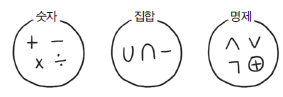 숫자 집합 명제
+ − ∪ ∩ − ∧ ∨
× ÷ ¬ ⊕